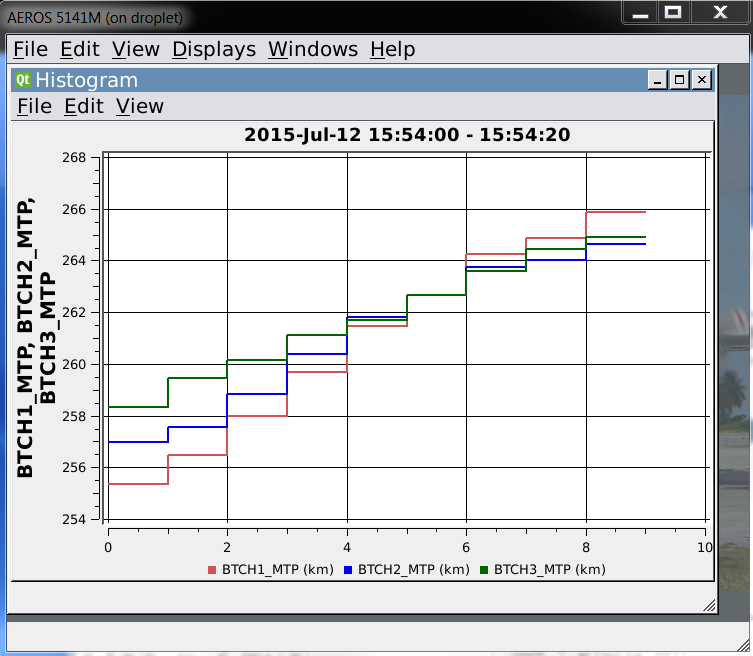 AEROS 5141M (on droplet)
File Edit View Displays Windows Help
Qt Histogram
File Edit View
2015-Jul-12 15:54:00 - 15:54:20
BTCH1_MTP, BTCH2_MTP,
BTCH3_MTP
268
266
264
262
260
258
256
254
0 2 4 6 8 10
BTCH1_MTP (km) BTCH2_MTP (km) BTCH3_MTP (km)